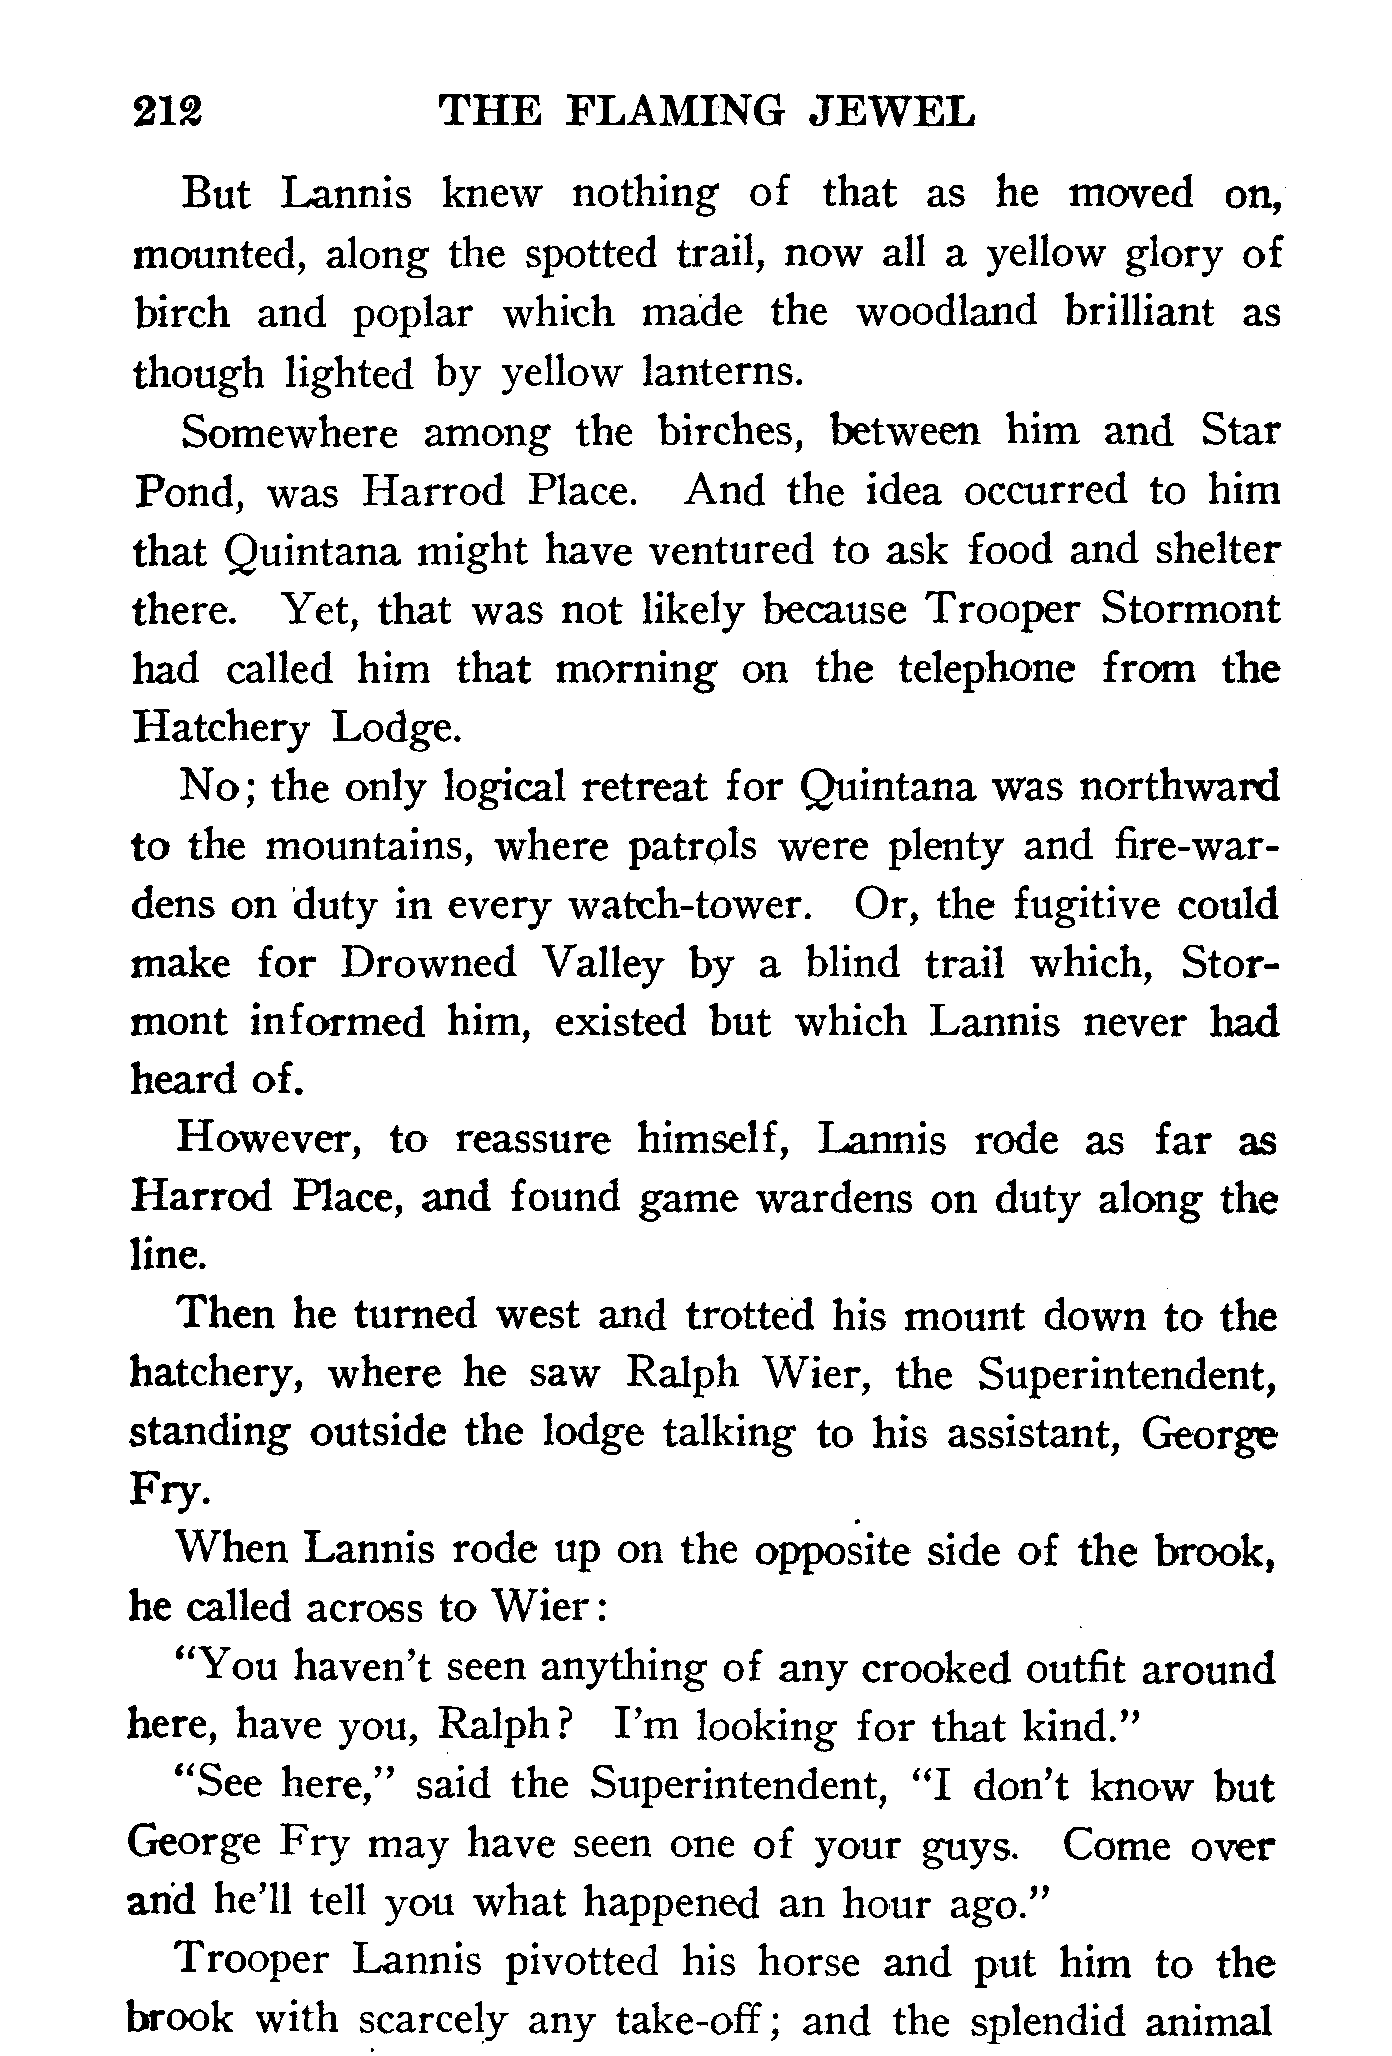 212 THE FLAMING JEWEL
But Lannis knew nothing of that as he moved on,
mounted, along the spotted trail, now all a yellow glory of
birch and poplar which made the woodland brilliant as
though lighted by yellow lanterns.
Somewhere among the birches, between him and Star
Pond, was Harrod Place. And the idea occurred to him
that Quintana might have ventured to ask food and shelter
there. Yet, that was not likely because Trooper Stormont
had called him that morning on the telephone from the
Hatchery Lodge.
No; the only logical retreat for Quintana was northward
to the mountains, where patrols were plenty and fire-war-
dens on duty in every watch-tower. Or, the fugitive could
make for Drowned Valley by a blind trail which, Stor-
mont informed him, existed but which Lannis never had
heard of.
However, to reassure himself, Lannis rode as far as
Harrod Place, and found game wardens on duty along the
line.
Then he turned west and trotted his mount down to the
hatchery, where he saw Ralph Wier, the Superintendent,
standing outside the lodge talking to his assistant, George
Fry.
When Lannis rode up on the opposite side of the brook,
he called across to Wier:
“You haven’t seen anything of any crooked outfit around
here, have you, Ralph? I’m looking for that kind.”
“See here,” said the Superintendent, “I don’t know but
George Fry may have seen one of your guys. Come over
and he’ll tell you what happened an hour ago.”
Trooper Lannis pivotted his horse and put him to the
brook with scarcely any take-off; and the splendid animal